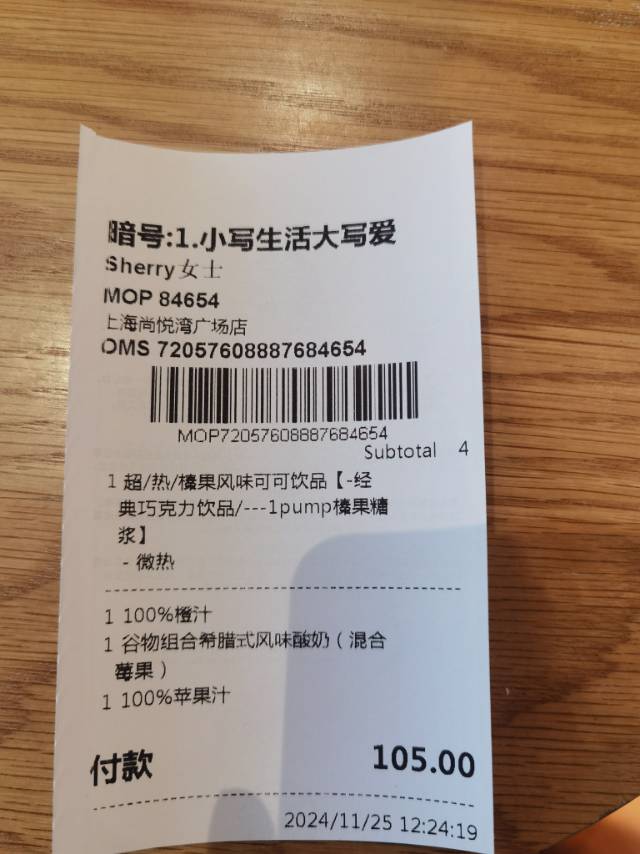 暗号:1.小写生活大写爱
Sherry女士
MOP 84654
上海尚悦湾广场店
OMS 72057608887684654
MOP72057608887684654
Subtotal 4
1 超/热/榛果风味可可饮品【-经
典巧克力饮品/---1pump榛果糖
浆】
- 微热
1 100%橙汁
1 谷物组合希腊式风味酸奶（混合
莓果）
1 100%苹果汁
付款 105.00
2024/11/25 12:24:19